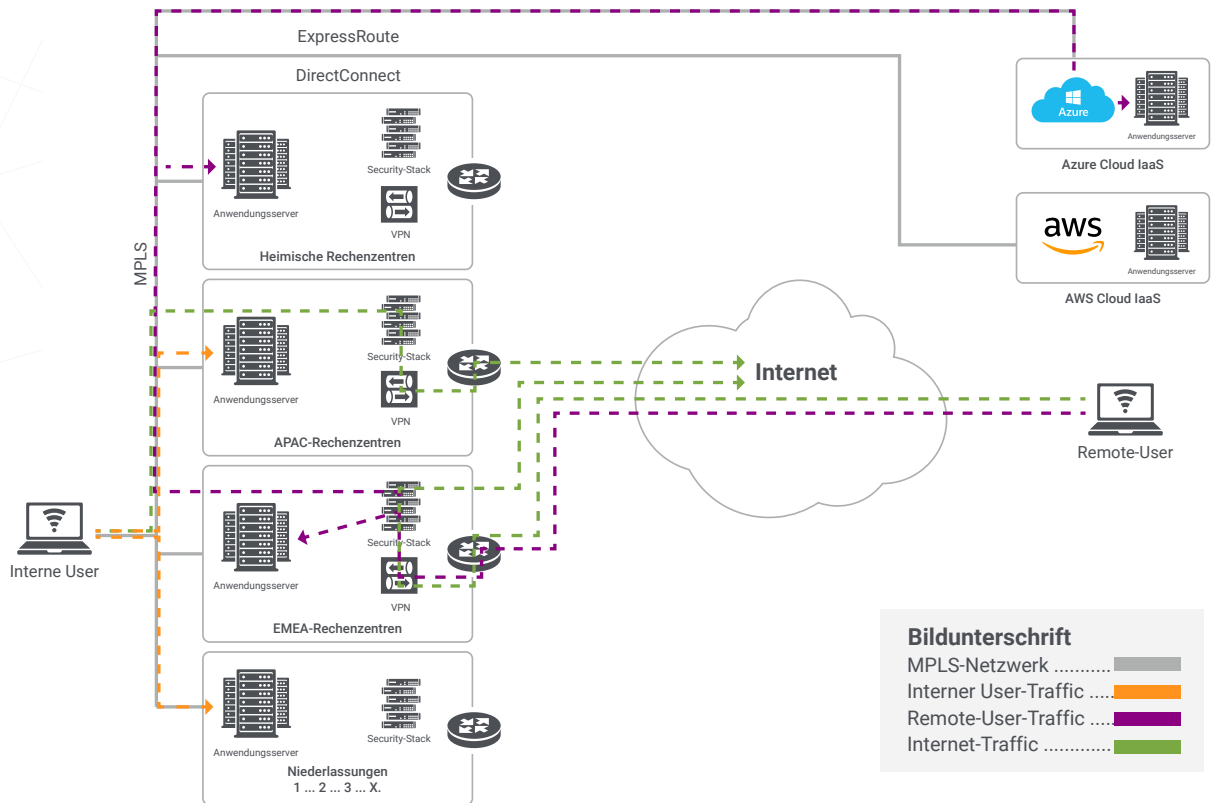 ExpressRoute
DirectConnect
MPLS
Security-Stack
Anwendungsserver
VPN
Heimische Rechenzentren
Security-Stack
Anwendungsserver
VPN
APAC-Rechenzentren
Security-Stack
Anwendungsserver
VPN
EMEA-Rechenzentren
Security-Stack
Anwendungsserver
Niederlassungen
1 ... 2 ... 3 ... X.
Interne User
Internet
Azure
Anwendungsserver
Azure Cloud IaaS
aws
Anwendungsserver
AWS Cloud IaaS
Remote-User
Bildunterschrift
MPLS-Netzwerk ...........
Interner User-Traffic .....
Remote-User-Traffic .....
Internet-Traffic .............